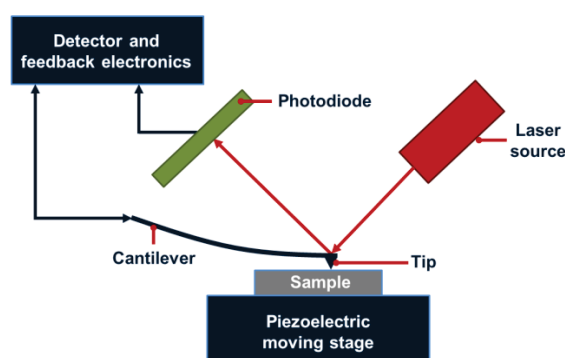 Detector and
feedback electronics
Photodiode
Laser
source
Cantilever
Tip
Sample
Piezoelectric
moving stage